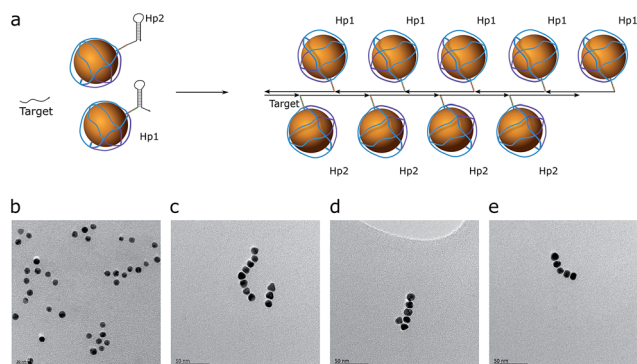 a
Hp2
Target
Hp1
Hp1 Hp1 Hp1 Hp1 Hp1
Target
Hp2 Hp2 Hp2 Hp2
b c d e
50 nm 50 nm 50 nm